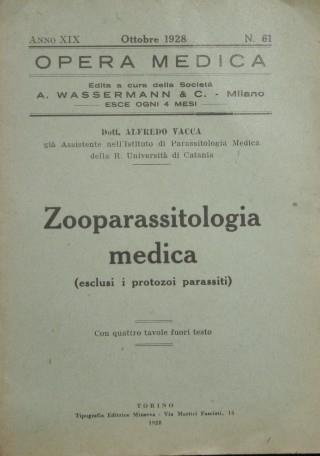 ANNO XIX Ottobre 1928 N. 61
OPERA MEDICA
Edita a cura della Società
A. WASSERMANN & C. - Milano
ESCE OGNI 4 MESI
Dott. ALFREDO VACCA
già Assistente nell'Istituto di Parassitologia Medica
della R. Università di Catania
Zooparassitologia
medica
(esclusi i protozoi parassiti)
Con quattro tavole fuori testo
TORINO
Tipografia Editrice Minerva - Via Martiri Fascisti, 15
1928